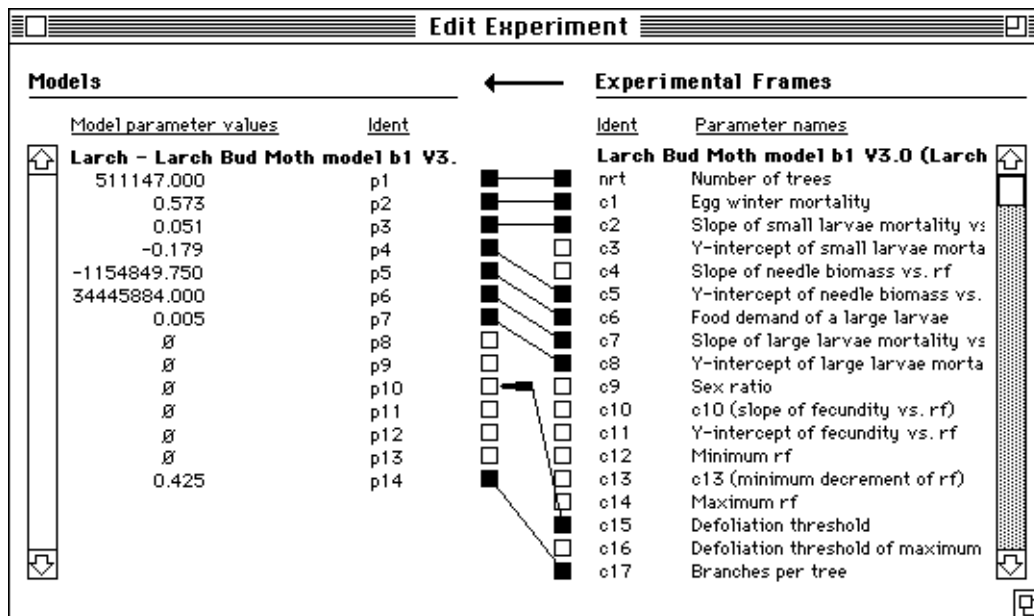 Edit Experiment
Models Experimental Frames
Model parameter values Ident Ident Parameter names
Larch - Larch Bud Moth model b1 V3. Larch Bud Moth model b1 V3.0 (Larch
511147.000 p1 nrt Number of trees
0.573 p2 c1 Egg winter mortality
0.051 p3 c2 Slope of small larvae mortality vs
-0.179 p4 c3 Y-intercept of small larvae morta
-1154849.750 p5 c4 Slope of needle biomass vs. rf
34445884.000 p6 c5 Y-intercept of needle biomass vs.
0.005 p7 c6 Food demand of a large larvae
Ø p8 c7 Slope of large larvae mortality vs
Ø p9 c8 Y-intercept of large larvae morta
Ø p10 c9 Sex ratio
Ø p11 c10 c10 (slope of fecundity vs. rf)
Ø p12 c11 Y-intercept of fecundity vs. rf
Ø p13 c12 Minimum rf
0.425 p14 c13 c13 (minimum decrement of rf)
c14 Maximum rf
c15 Defoliation threshold
c16 Defoliation threshold of maximum
c17 Branches per tree